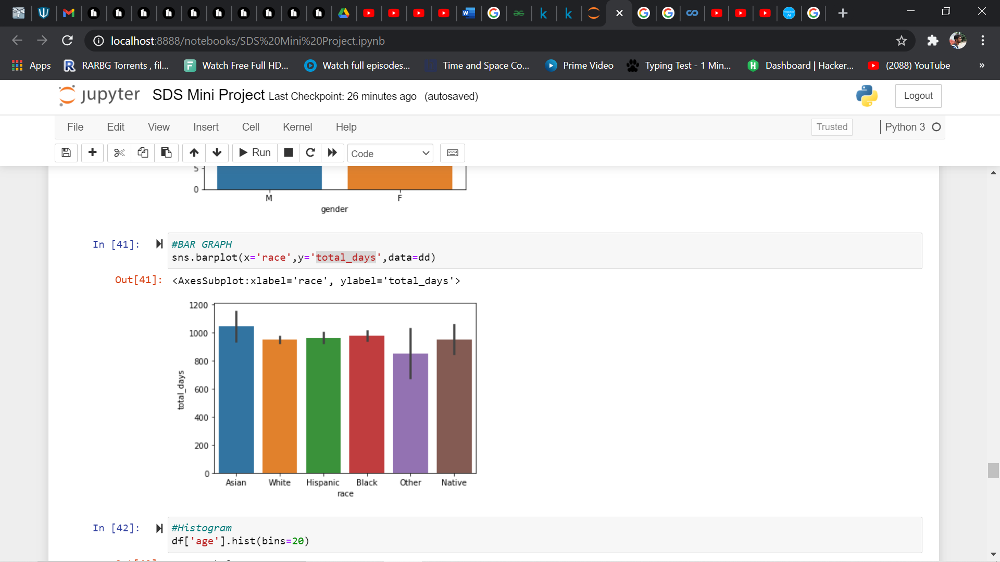 localhost:8888/notebooks/SDS%20Mini%20Project.ipynb
Apps RARBG Torrents , fil... Watch Free Full HD... Watch full episodes... Time and Space Co... Prime Video Typing Test - 1 Min... Dashboard | Hacker... (2088) YouTube »
jupyter SDS Mini Project Last Checkpoint: 26 minutes ago (autosaved) Logout
File Edit View Insert Cell Kernel Help Trusted Python 3
Run Code
5
0
M F
gender
In [41]: #BAR GRAPH
sns.barplot(x='race',y='total_days',data=dd)
Out[41]: <AxesSubplot:xlabel='race', ylabel='total_days'>
1200
1000
800
600
400
200
0
total_days
Asian White Hispanic Black Other Native
race
In [42]: #Histogram
df['age'].hist(bins=20)